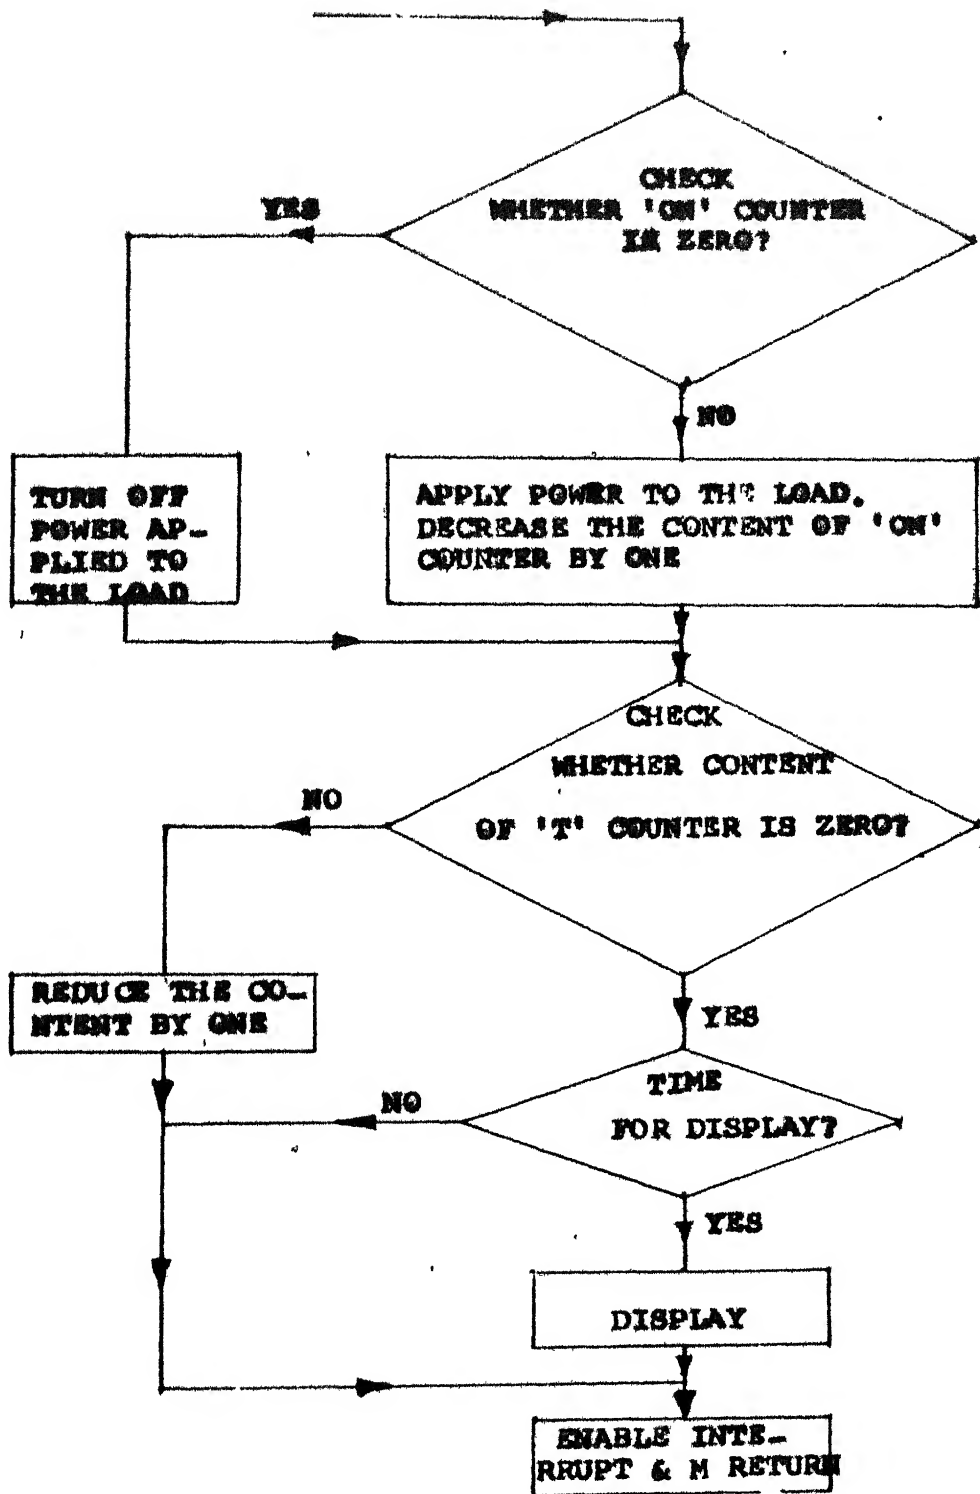 CHECK
WHETHER 'ON' COUNTER
IS ZERO?
YES
NO
TURN OFF
POWER AP-
PLIED TO
THE LOAD
APPLY POWER TO THE LOAD.
DECREASE THE CONTENT OF 'ON'
COUNTER BY ONE
CHECK
WHETHER CONTENT
OF 'T' COUNTER IS ZERO?
NO
YES
REDUCE THE CO-
NTENT BY ONE
TIME
FOR DISPLAY?
NO
YES
DISPLAY
ENABLE INTE-
RRUPT & M RETURN